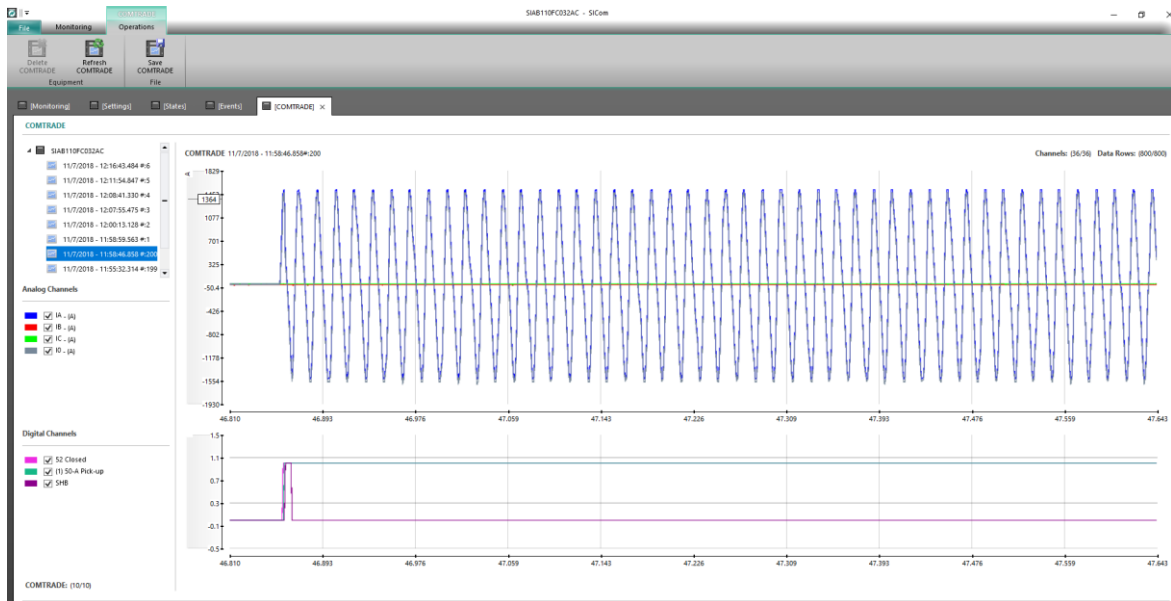 COMTRADE
SIAB110FC032AC - SICom
File Monitoring Operations
Delete COMTRADE
Refresh COMTRADE
Save COMTRADE
Equipment File
[Monitoring] [Settings] [States] [Events] [COMTRADE] ×
COMTRADE
SIAB110FC032AC
11/7/2018 - 12:16:43.484 #:6
11/7/2018 - 12:11:54.847 #:5
11/7/2018 - 12:08:41.330 #:4
11/7/2018 - 12:07:55.475 #:3
11/7/2018 - 12:00:13.128 #:2
11/7/2018 - 11:58:59.563 #:1
11/7/2018 - 11:58:46.858 #:200
11/7/2018 - 11:55:32.314 #:199
Analog Channels
IA - [A]
IB - [A]
IC - [A]
I0 - [A]
Digital Channels
52 Closed
(1) 50-A Pick-up
SHB
COMTRADE: (10/10)
COMTRADE 11/7/2018 - 11:58:46.858#:200
Channels: (36/36) Data Rows: (800/800)
1829
1364
1077
701
325
-50.4
-426
-802
-1178
-1554
-1930
46.810 46.893 46.976 47.059 47.143 47.226 47.309 47.393 47.476 47.559 47.643
1.5
1.1
0.7
0.3
-0.1
-0.5
46.810 46.893 46.976 47.059 47.143 47.226 47.309 47.393 47.476 47.559 47.643